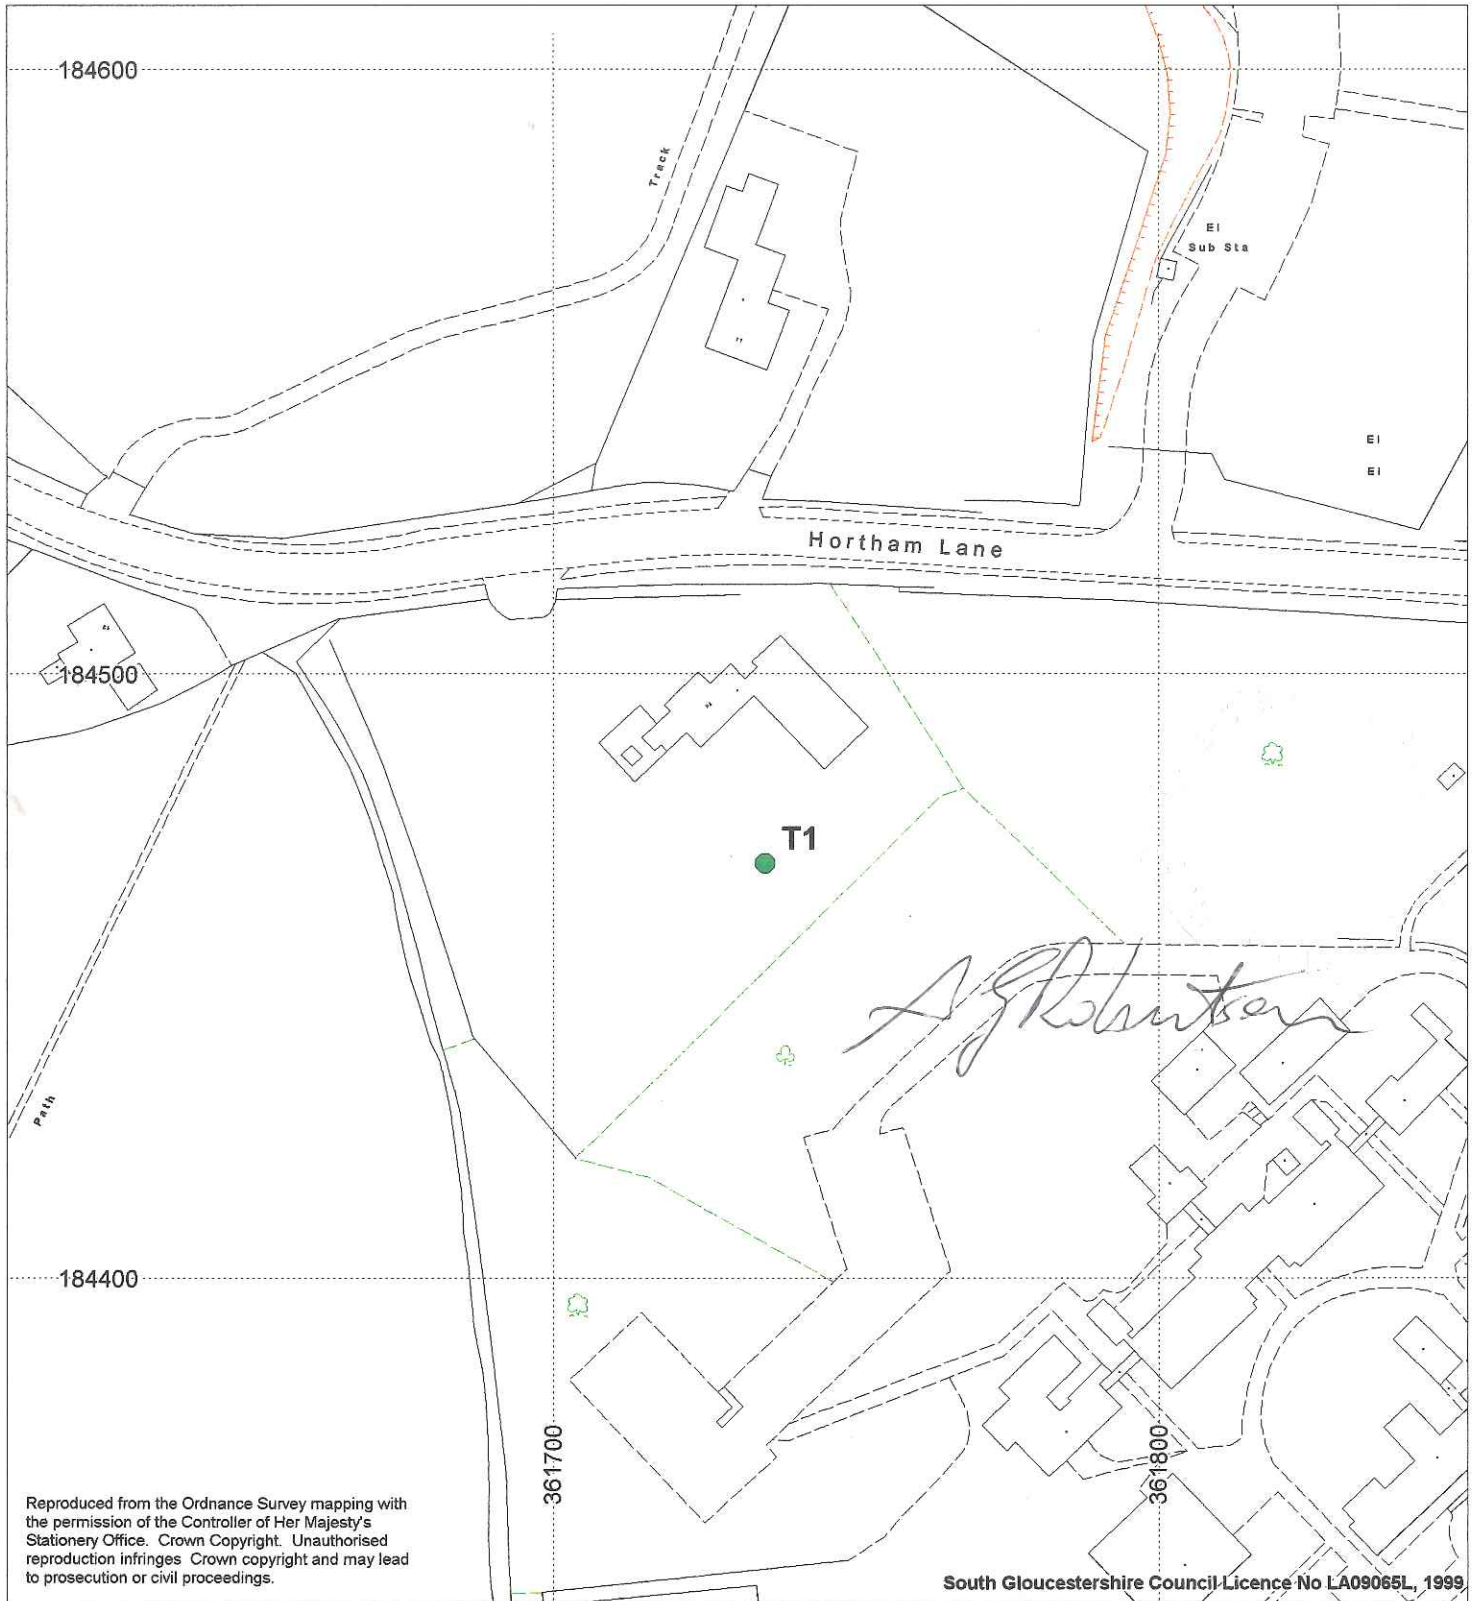 184600
Track
El
Sub Sta
El
El
Hortham Lane
184500
T1
A G Robertson
Path
184400
361700
361800
Reproduced from the Ordnance Survey mapping with
the permission of the Controller of Her Majesty's
Stationery Office. Crown Copyright. Unauthorised
reproduction infringes Crown copyright and may lead
to prosecution or civil proceedings.
South Gloucestershire Council Licence No LA09065L, 1999